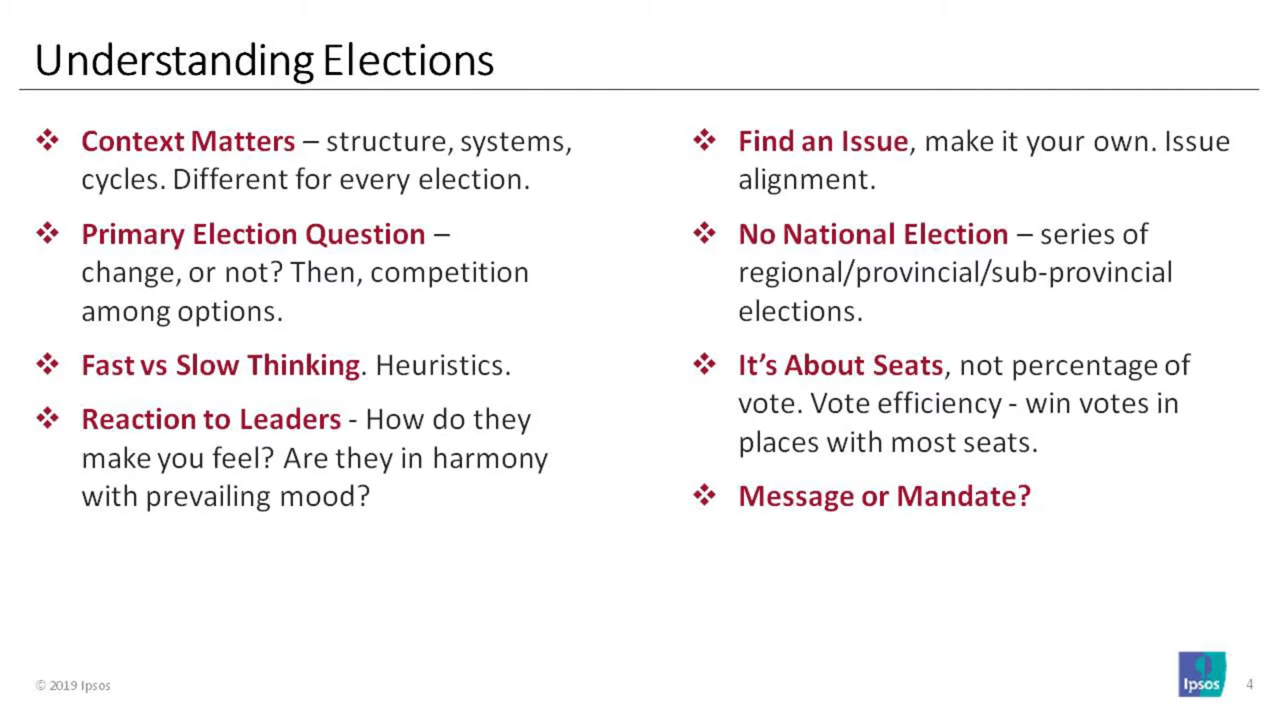 Understanding Elections
❖ Context Matters – structure, systems,
cycles. Different for every election.
❖ Primary Election Question –
change, or not? Then, competition
among options.
❖ Fast vs Slow Thinking. Heuristics.
❖ Reaction to Leaders - How do they
make you feel? Are they in harmony
with prevailing mood?
❖ Find an Issue, make it your own. Issue
alignment.
❖ No National Election – series of
regional/provincial/sub-provincial
elections.
❖ It’s About Seats, not percentage of
vote. Vote efficiency - win votes in
places with most seats.
❖ Message or Mandate?
© 2019 Ipsos
Ipsos
4